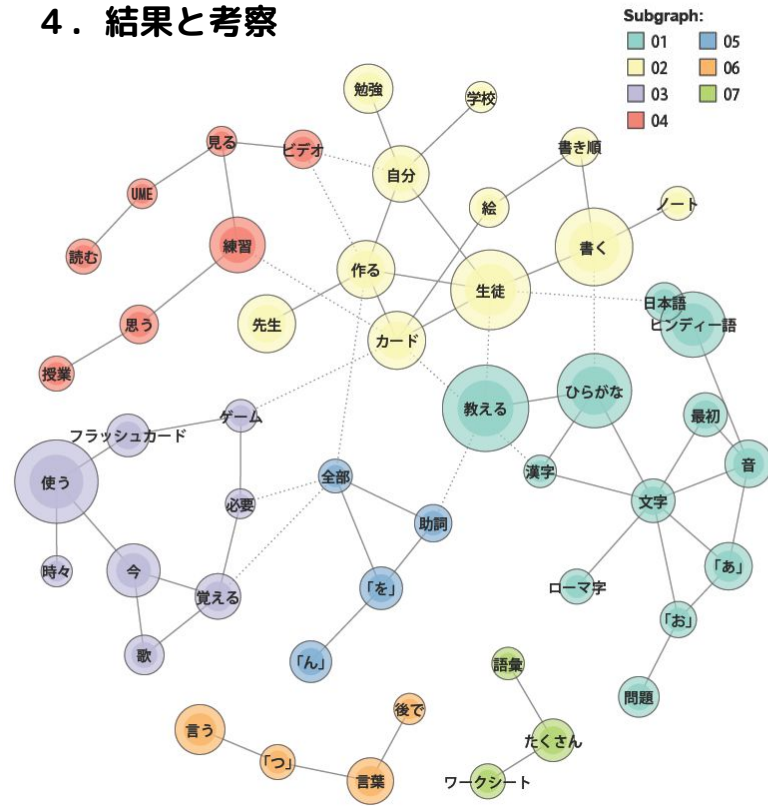 ４．結果と考察
Subgraph:
01
05
02
06
03
07
04
勉強
学校
見る
ビデオ
書き順
自分
UME
絵
ノート
読む
練習
書く
作る
生徒
日本語
ヒンディー語
先生
思う
カード
授業
ひらがな
教える
最初
ゲーム
フラッシュカード
音
漢字
全部
使う
文字
必要
助詞
時々
今
「あ」
「を」
ローマ字
覚える
「お」
歌
「ん」
語彙
問題
後で
言う
たくさん
「つ」
言葉
ワークシート